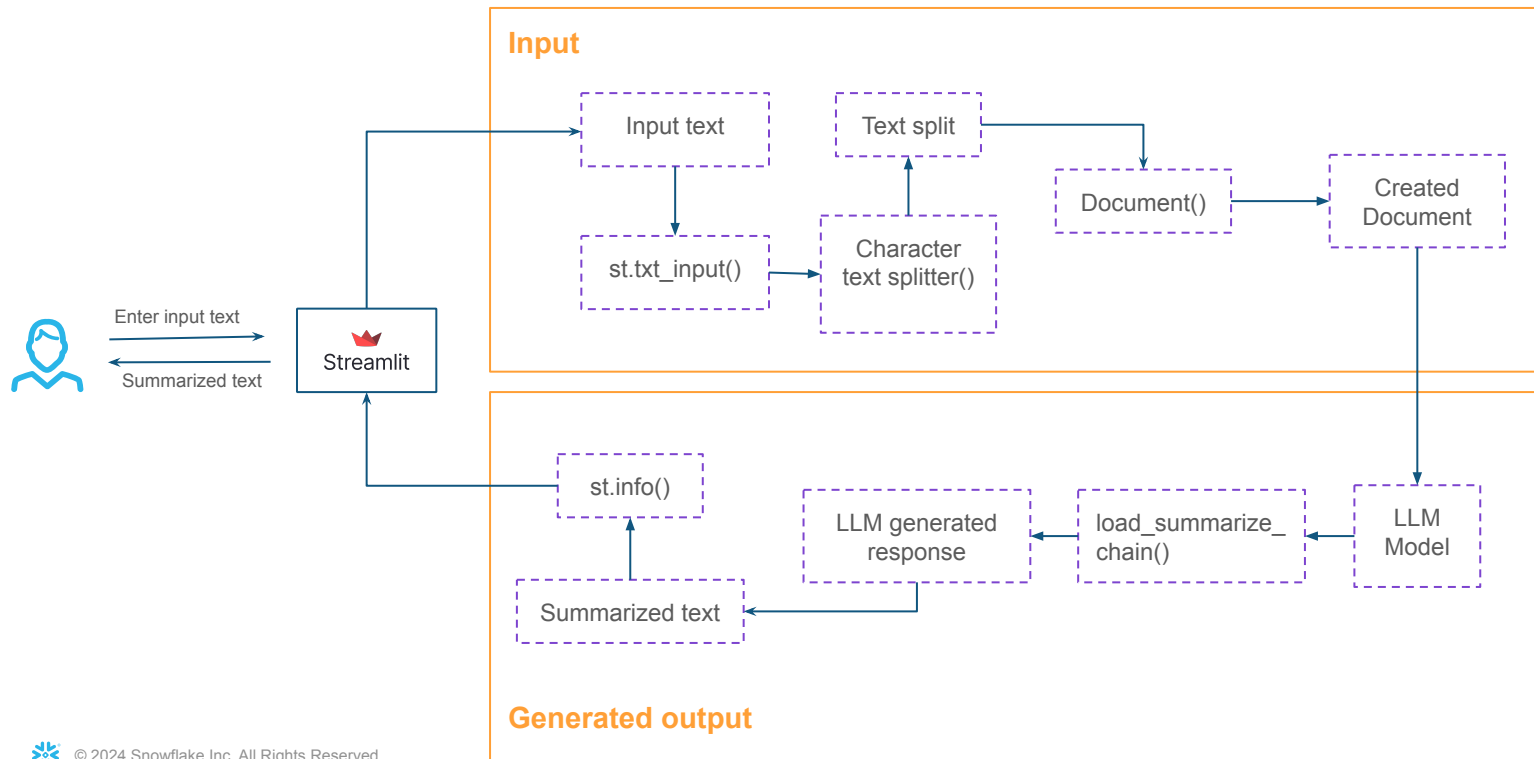 Input
Input text
Text split
Document()
Created
Document
st.txt_input()
Character
text splitter()
Enter input text
Streamlit
Summarized text
st.info()
LLM generated
response
load_summarize_
chain()
LLM
Model
Summarized text
Generated output
© 2024 Snowflake Inc. All Rights Reserved